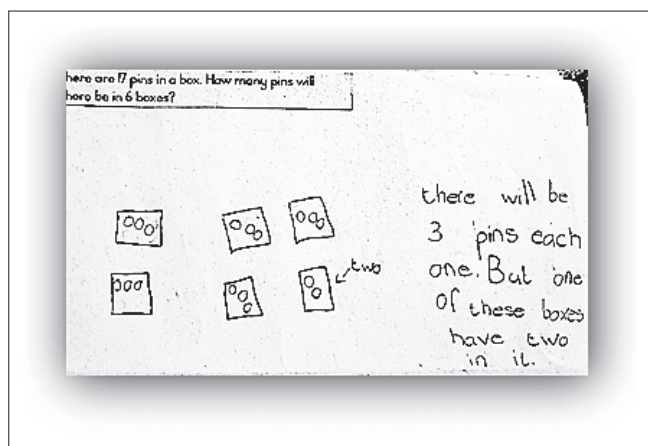 here are 17 pins in a box. How many pins will
here be in 6 boxes?
two
there will be
3 pins each
one. But one
of these boxes
have two
in it.